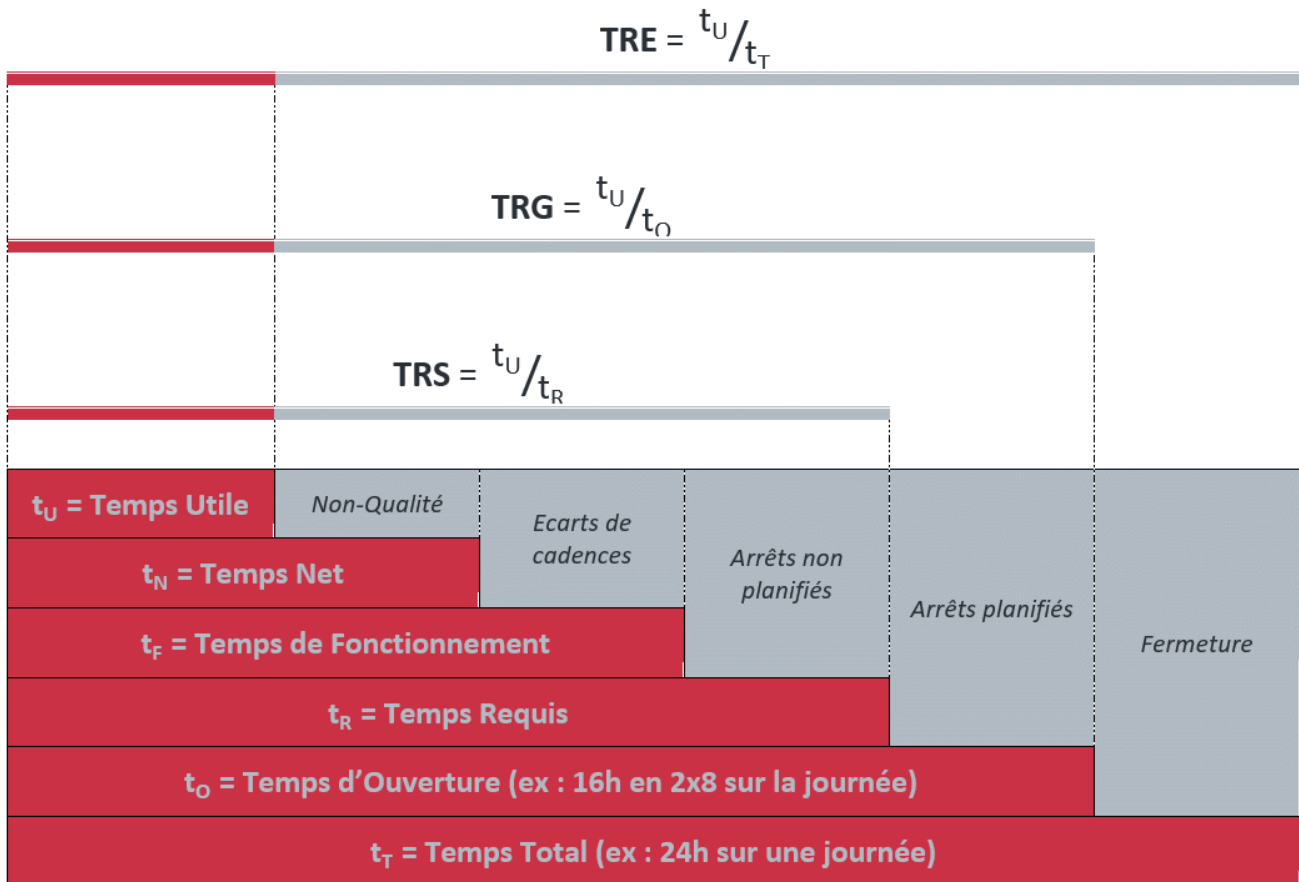 TRE = tU/tT
TRG = tU/tO
TRS = tU/tR
tU = Temps Utile
Non-Qualité
Ecarts de
cadences
Arrêts non
planifiés
Arrêts planifiés
Fermeture
tN = Temps Net
tF = Temps de Fonctionnement
tR = Temps Requis
tO = Temps d’Ouverture (ex : 16h en 2x8 sur la journée)
tT = Temps Total (ex : 24h sur une journée)